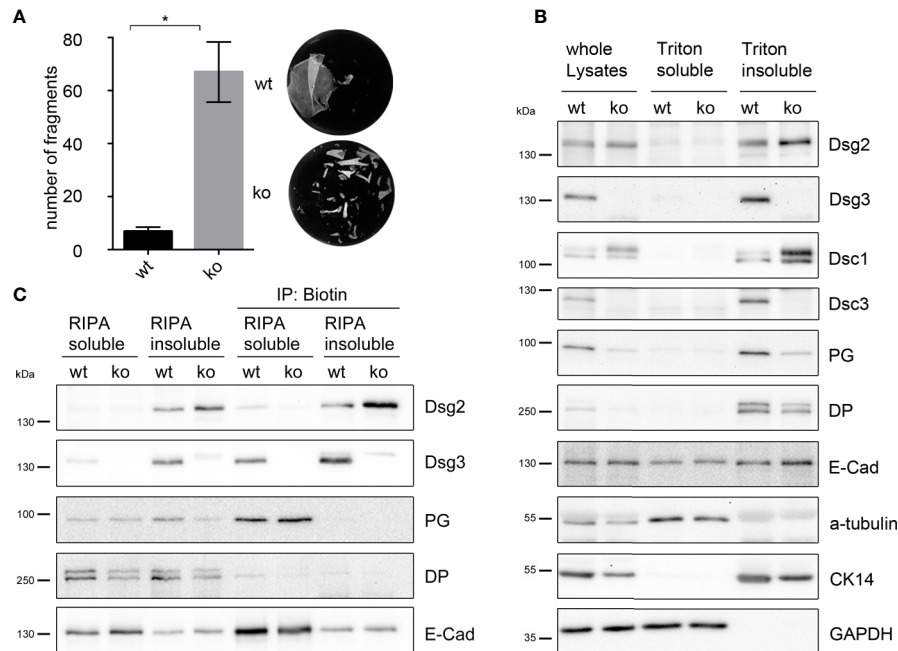 A
*
80
60
40
20
0
number of fragments
wt
ko
wt
ko
B
whole Lysates
Triton soluble
Triton insoluble
kDa
wt ko wt ko wt ko
130 Dsg2
130 Dsg3
100 Dsc1
130 Dsc3
100 PG
250 DP
130 E-Cad
55 a-tubulin
55 CK14
35 GAPDH
C
IP: Biotin
RIPA soluble
RIPA insoluble
RIPA soluble
RIPA insoluble
kDa
wt ko wt ko wt ko wt ko
130 Dsg2
130 Dsg3
100 PG
250 DP
130 E-Cad